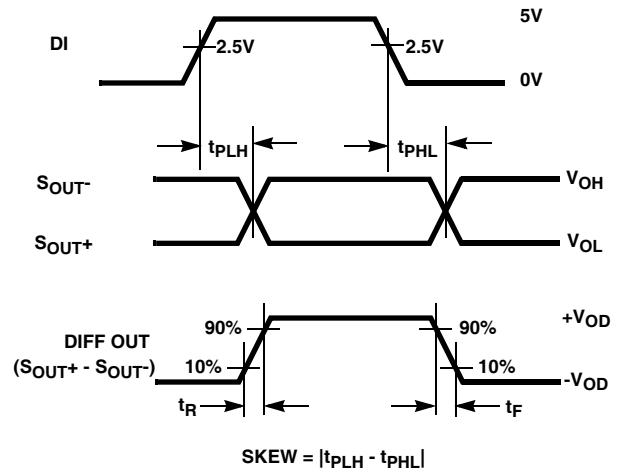 5V
DI
2.5V
2.5V
0V
tPLH
tPHL
SOUT-
VOH
SOUT+
VOL
+VOD
90%
90%
DIFF OUT
(SOUT+ - SOUT-)
10%
10%
-VOD
tR
tF
SKEW = |tPLH - tPHL|